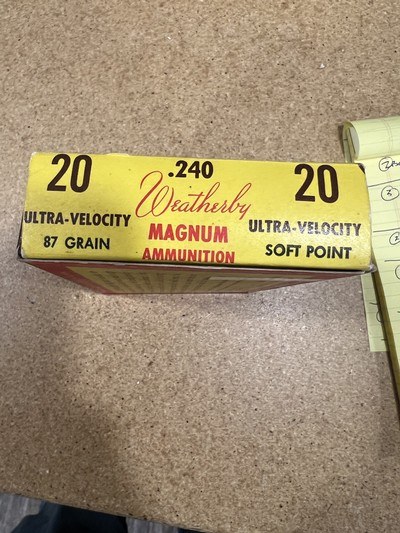 20 .240 20
Weatherby
ULTRA-VELOCITY MAGNUM ULTRA-VELOCITY
87 GRAIN AMMUNITION SOFT POINT